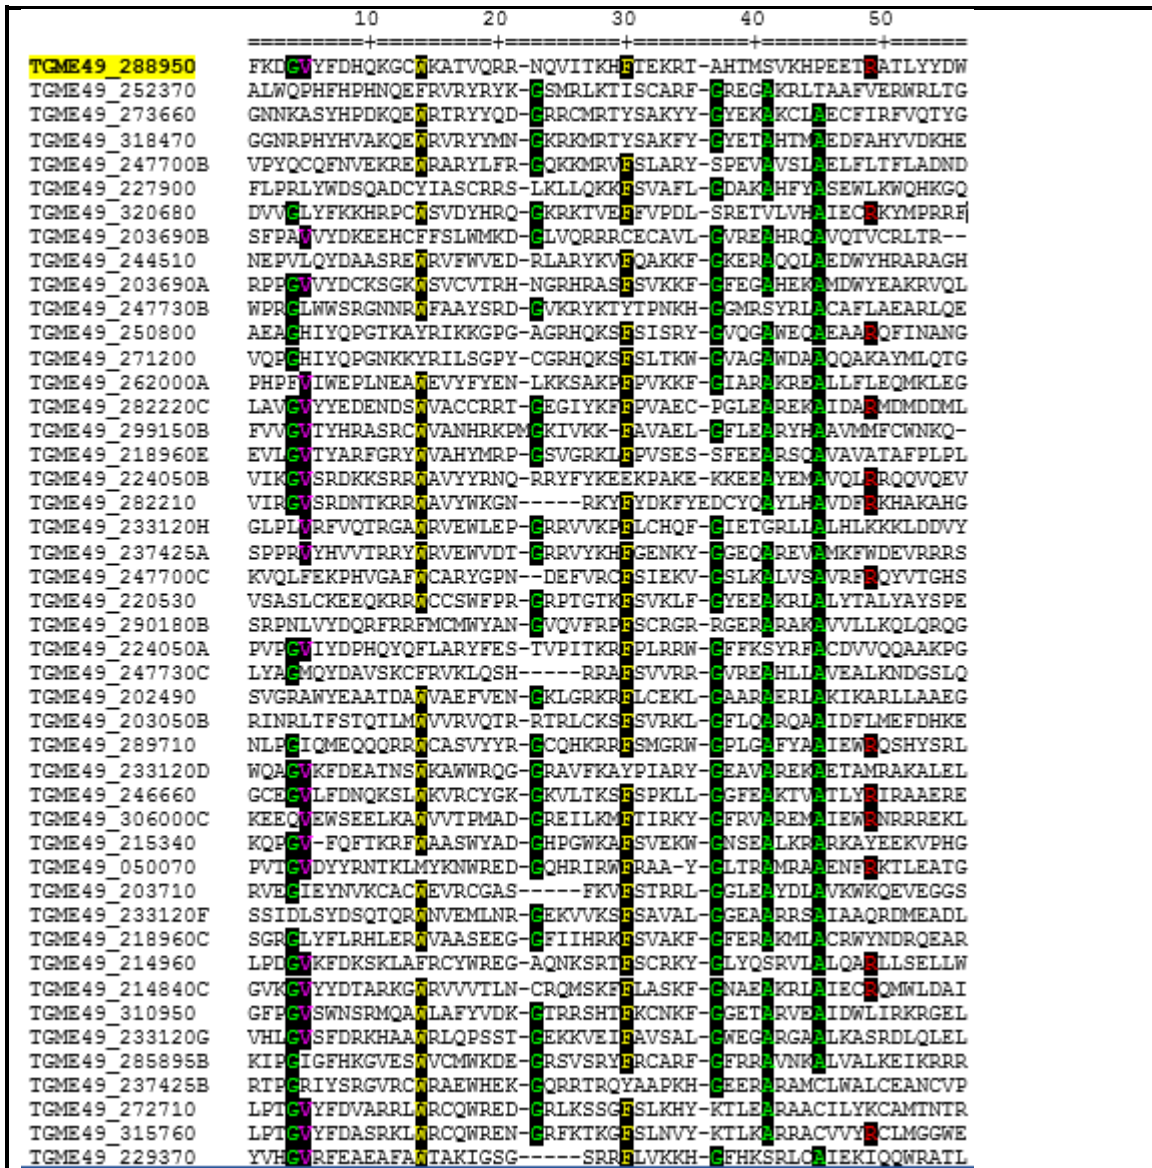 10 20 30 40 50
=========+=========+=========+=========+=========+======
TGME49_288950 FKDGVYFDHQKGCWKATVQRR-NQVITKHFTEKRT-AHTMSVKHPEETRATLYYDW
TGME49_252370 ALWQPHFHPHNQEFRVRYRYK-GSMRLKTISCARF-GREGAKRLTAAFVERWRLTG
TGME49_273660 GNNKASYHPDKQEWRTRYYQD-GRRCMRTYSAKYY-GYEKAKCLAECFIRFVQTYG
TGME49_318470 GGNRPHYHVAKQEWRVRYYMN-GKRKMRTYSAKFY-GYETAHTMAEDFAHYVDKHE
TGME49_247700B VPYQCQFNVEKREWRARYLFR-GQKKMRVFSLARY-SPEVAVSLAELFLTFLADND
TGME49_227900 FLPRLYWDSQADCYIASCRRS-LKLLQKKFSVAFL-GDAKAHFYASEWLKWQHKGQ
TGME49_320680 DVVGLYFKKHRPCWSVDYHRQ-GKRKTVEFFVPDL-SRETVLVHAIECRKYMPRRF
TGME49_203690B SFPAVVYDKEEHCFFSLWMKD-GLVQRRRCECAVL-GVREAHRQAVQTVCRLTR--
TGME49_244510 NEPVLQYDAASREWRVFWVED-RLARYKVFQAKKF-GKERAQQLAEDWYHRARAGH
TGME49_203690A RPPGVVYDCKSGKWSVCVTRH-NGRHRASFSVKKF-GFEGAHEKAMDWYEAKRVQL
TGME49_247730B WPRGLWWSRGNNRWFAAYSRD-GVKRYKTYTPNKH-GGMRSYRLACAFLAEARLQE
TGME49_250800 AEAGHIYQPGTKAYRIKKGPG-AGRHQKSFSISRY-GVQGAWEQAEAARQFINANG
TGME49_271200 VQPGHIYQPGNKKYRILSGPY-CGRHQKSFSLTKW-GVAGAWDAAQQAKAYMLQTG
TGME49_262000A PHPFVIWEPLNEAWEVYFYEN-LKKSAKPFPVKKF-GIARAKREALLFLEQMKLEG
TGME49_282220C LAVGVYYEDENDSWVACCRRT-GEGIYKFFPVAEC-PGLEAREKAIDARMDMDDML
TGME49_299150B FVVGVTYHRASRCWVANHRKPMGKIVKK-FAVAEL-GFLEARYHAAVMMFCWNKQ-
TGME49_218960E EVLGVTYARFGRYWVAHYMRP-GSVGRKLFPVSES-SFEEARSQAVAVATAFPLPL
TGME49_224050B VIKGVSRDKKSRRWAVYYRNQ-RRYFYKEEKPAKE-KKEEAYEMAVQLRRQQVQEV
TGME49_282210 VIRGVSRDNTKRRWAVYWKGN-----RKYFYDKFYEDCYQAYLHAVDFRKHAKAHG
TGME49_233120H GLPLVRFVQTRGAWRVEWLEP-GRRVVKPFLCHQF-GIETGRLLALHLKKKLDDVY
TGME49_237425A SPPRVYHVVTRRYWRVEWVDT-GRRVYKHFGENKY-GGEQAREVAMKFWDEVRRRS
TGME49_247700C KVQLFEKPHVGAFWCARYGPN--DEFVRCFSIEKV-GSLKALVSAVRFRQYVTGHS
TGME49_220530 VSASLCKEEQKRRWCCSWFPR-GRPTGTKFSVKLF-GYEEAKRLALYTALYAYSPE
TGME49_290180B SRPNLVYDQRFRRFMCMWYAN-GVQVFRPFSCRGR-RGERARAKAVVLLKQLQRQG
TGME49_224050A PVPGVIYDPHQYQFLARYFES-TVPITKRFPLRRW-GFFKSYRFACDVVQQAAKPG
TGME49_247730C LYAGMQYDAVSKCFRVKLQSH-----RRAFSVVRR-GVREAHLLAVEALKNDGSLQ
TGME49_202490 SVGRAWYEAATDAWVAEFVEN-GKLGRKRFLCEKL-GAARAERLAKIKARLLAAEG
TGME49_203050B RINRLTFSTQTLMWVVRVQTR-RTRLCKSFSVRKL-GFLQARQAAIDFLMEFDHKE
TGME49_289710 NLPGIQMEQQQRRWCASVYYR-GCQHKRRFSMGRW-GPLGAFYAAIEWRQSHYSRL
TGME49_233120D WQAGVKFDEATNSWKAWWRQG-GRAVFKAYPIARY-GEAVAREKAETAMRAKALEL
TGME49_246660 GCEGVLFDNQKSLWKVRCYGK-GKVLTKSFSPKLL-GGFEAKTVATLYRIRAAERE
TGME49_306000C KEEQVEWSEELKAWVVTPMAD-GREILKMFTIRKY-GFRVAREMAIEWRNRRREKL
TGME49_215340 KQPGV-FQFTKRFWAASWYAD-GHPGWKAFSVEKW-GNSEALKRARKAYEEKVPHG
TGME49_050070 PVTGVDYYRNTKLMYKNWRED-GQHRIRWFRAA-Y-GLTRAMRAAENFRKTLEATG
TGME49_203710 RVEGIEYNVKCACWEVRCGAS-----FKVFSTRRL-GGLEAYDLAVKWKQEVEGGS
TGME49_233120F SSIDLSYDSQTQRWNVEMLNR-GEKVVKSFSAVAL-GGEAARRSAIAAQRDMEADL
TGME49_218960C SGRGLYFLRHLERWVAASEEG-GFIIHRKFSVAKF-GFERAKMLACRWYNDRQEAR
TGME49_214960 LPDGVKFDKSKLAFRCYWREG-AQNKSRTFSCRKY-GLYQSRVLALQARLLSELLW
TGME49_214840C GVKGVYYDTARKGWRVVVTLN-CRQMSKFFLASKF-GNAEAKRLAIECRQMWLDAI
TGME49_310950 GFPGVSWNSRMQAWLAFYVDK-GTRRSHTFKCNKF-GGETARVEAIDWLIRKRGEL
TGME49_233120G VHLGVSFDRKHAAWRLQPSST-GEKKVEIFAVSAL-GWEGARGAALKASRDLQLEL
TGME49_285895B KIPGIGFHKGVESWVCMWKDE-GRSVSRYFRCARF-GFRRAVNKALVALKEIKRRR
TGME49_237425B RTPGRIYSRGVRCWRAEWHEK-GQRRTRQYAAPKH-GEERARAMCLWALCEANCVP
TGME49_272710 LPTGVYFDVARRLWRCQWRED-GRLKSSGFSLKHY-KTLEARAACILYKCAMTNTR
TGME49_315760 LPTGVYFDASRKLWRCQWREN-GRFKTKGFSLNVY-KTLKARRACVVYRCLMGGWE
TGME49_229370 YVHGVRFEAEAFAWTAKIGSG-----SRRFLVKKH-GFHKSRLCAIEKIQQWRATL